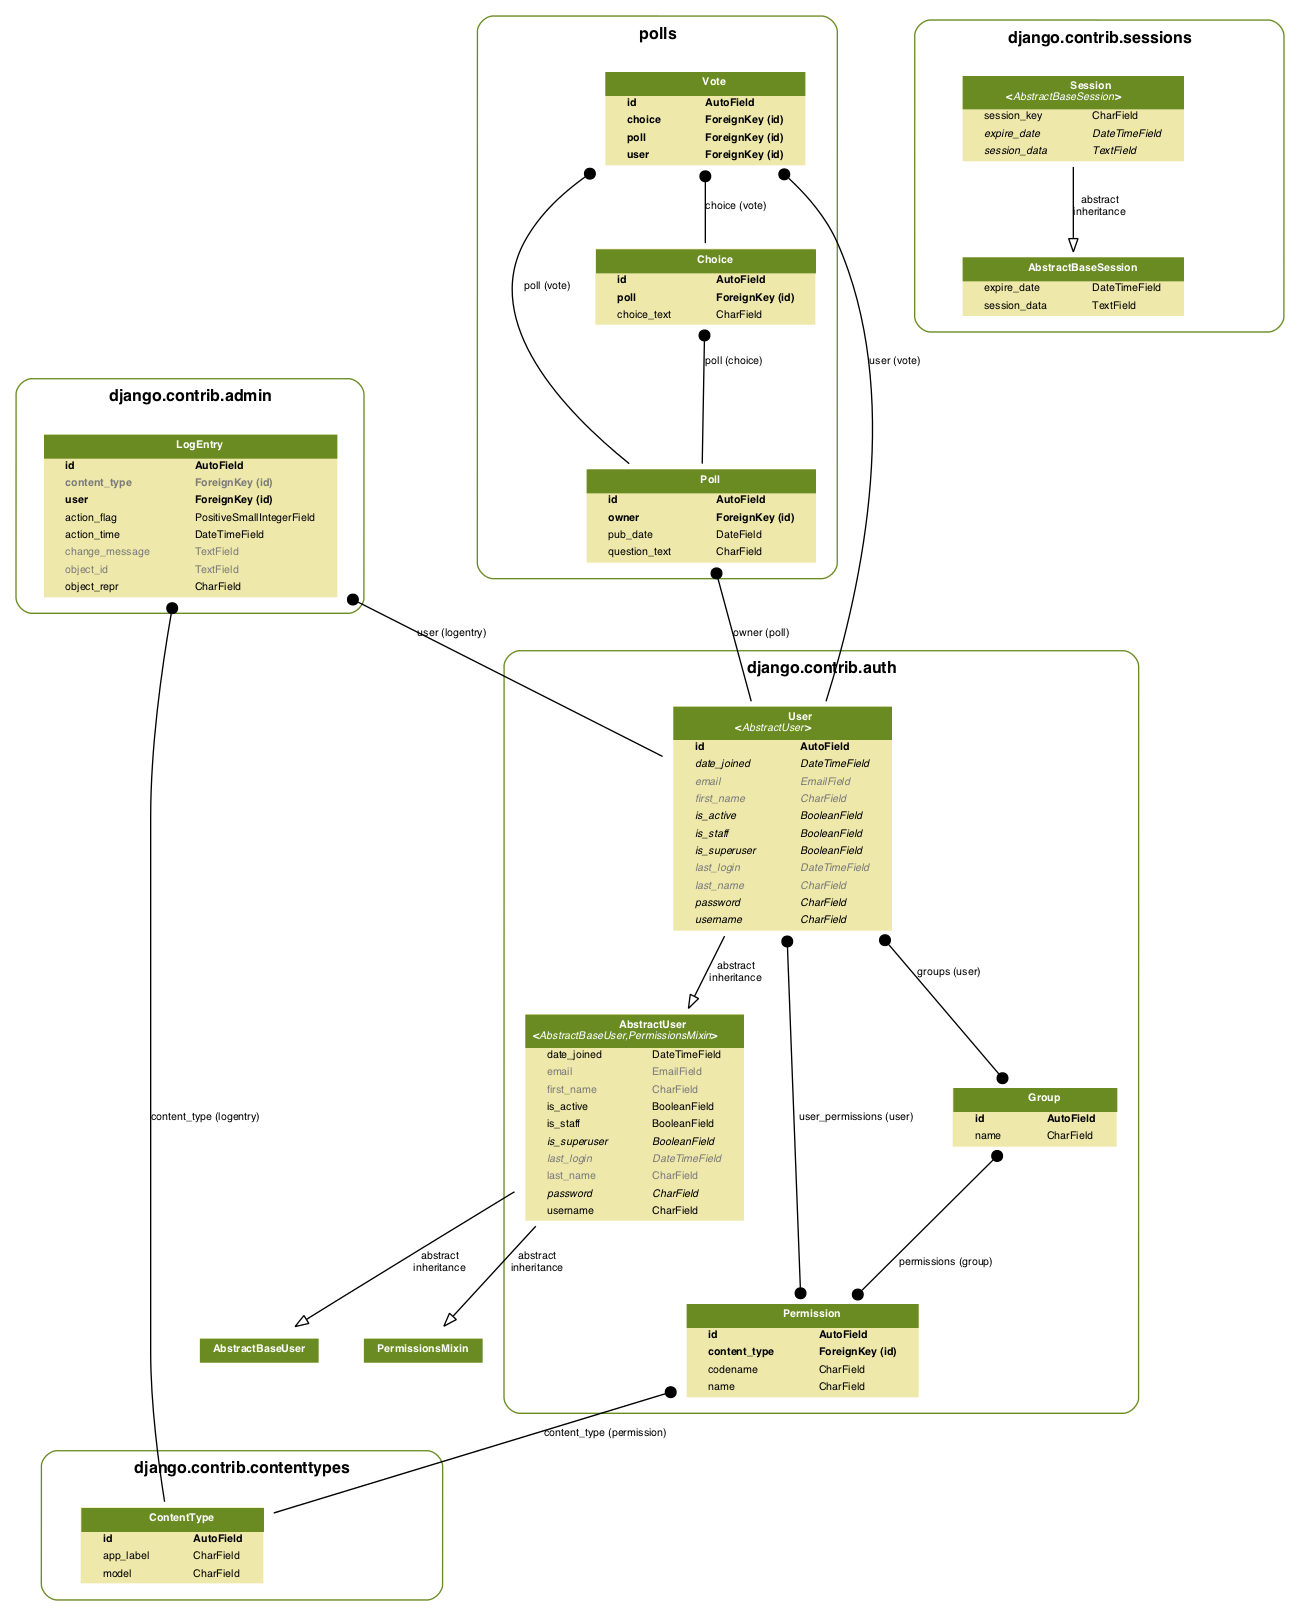 polls
Vote
id AutoField
choice ForeignKey (id)
poll ForeignKey (id)
user ForeignKey (id)
choice (vote)
poll (vote)
Choice
id AutoField
poll ForeignKey (id)
choice_text CharField
poll (choice)
user (vote)
Poll
id AutoField
owner ForeignKey (id)
pub_date DateField
question_text CharField
django.contrib.sessions
Session
<AbstractBaseSession>
session_key CharField
expire_date DateTimeField
session_data TextField
abstract
inheritance
AbstractBaseSession
expire_date DateTimeField
session_data TextField
django.contrib.admin
LogEntry
id AutoField
content_type ForeignKey (id)
user ForeignKey (id)
action_flag PositiveSmallIntegerField
action_time DateTimeField
change_message TextField
object_id TextField
object_repr CharField
user (logentry)
owner (poll)
django.contrib.auth
User
<AbstractUser>
id AutoField
date_joined DateTimeField
email EmailField
first_name CharField
is_active BooleanField
is_staff BooleanField
is_superuser BooleanField
last_login DateTimeField
last_name CharField
password CharField
username CharField
abstract
inheritance
groups (user)
AbstractUser
<AbstractBaseUser,PermissionsMixin>
date_joined DateTimeField
email EmailField
first_name CharField
is_active BooleanField
is_staff BooleanField
is_superuser BooleanField
last_login DateTimeField
last_name CharField
password CharField
username CharField
Group
id AutoField
name CharField
content_type (logentry)
user_permissions (user)
abstract
inheritance
abstract
inheritance
permissions (group)
AbstractBaseUser
PermissionsMixin
Permission
id AutoField
content_type ForeignKey (id)
codename CharField
name CharField
content_type (permission)
django.contrib.contenttypes
ContentType
id AutoField
app_label CharField
model CharField